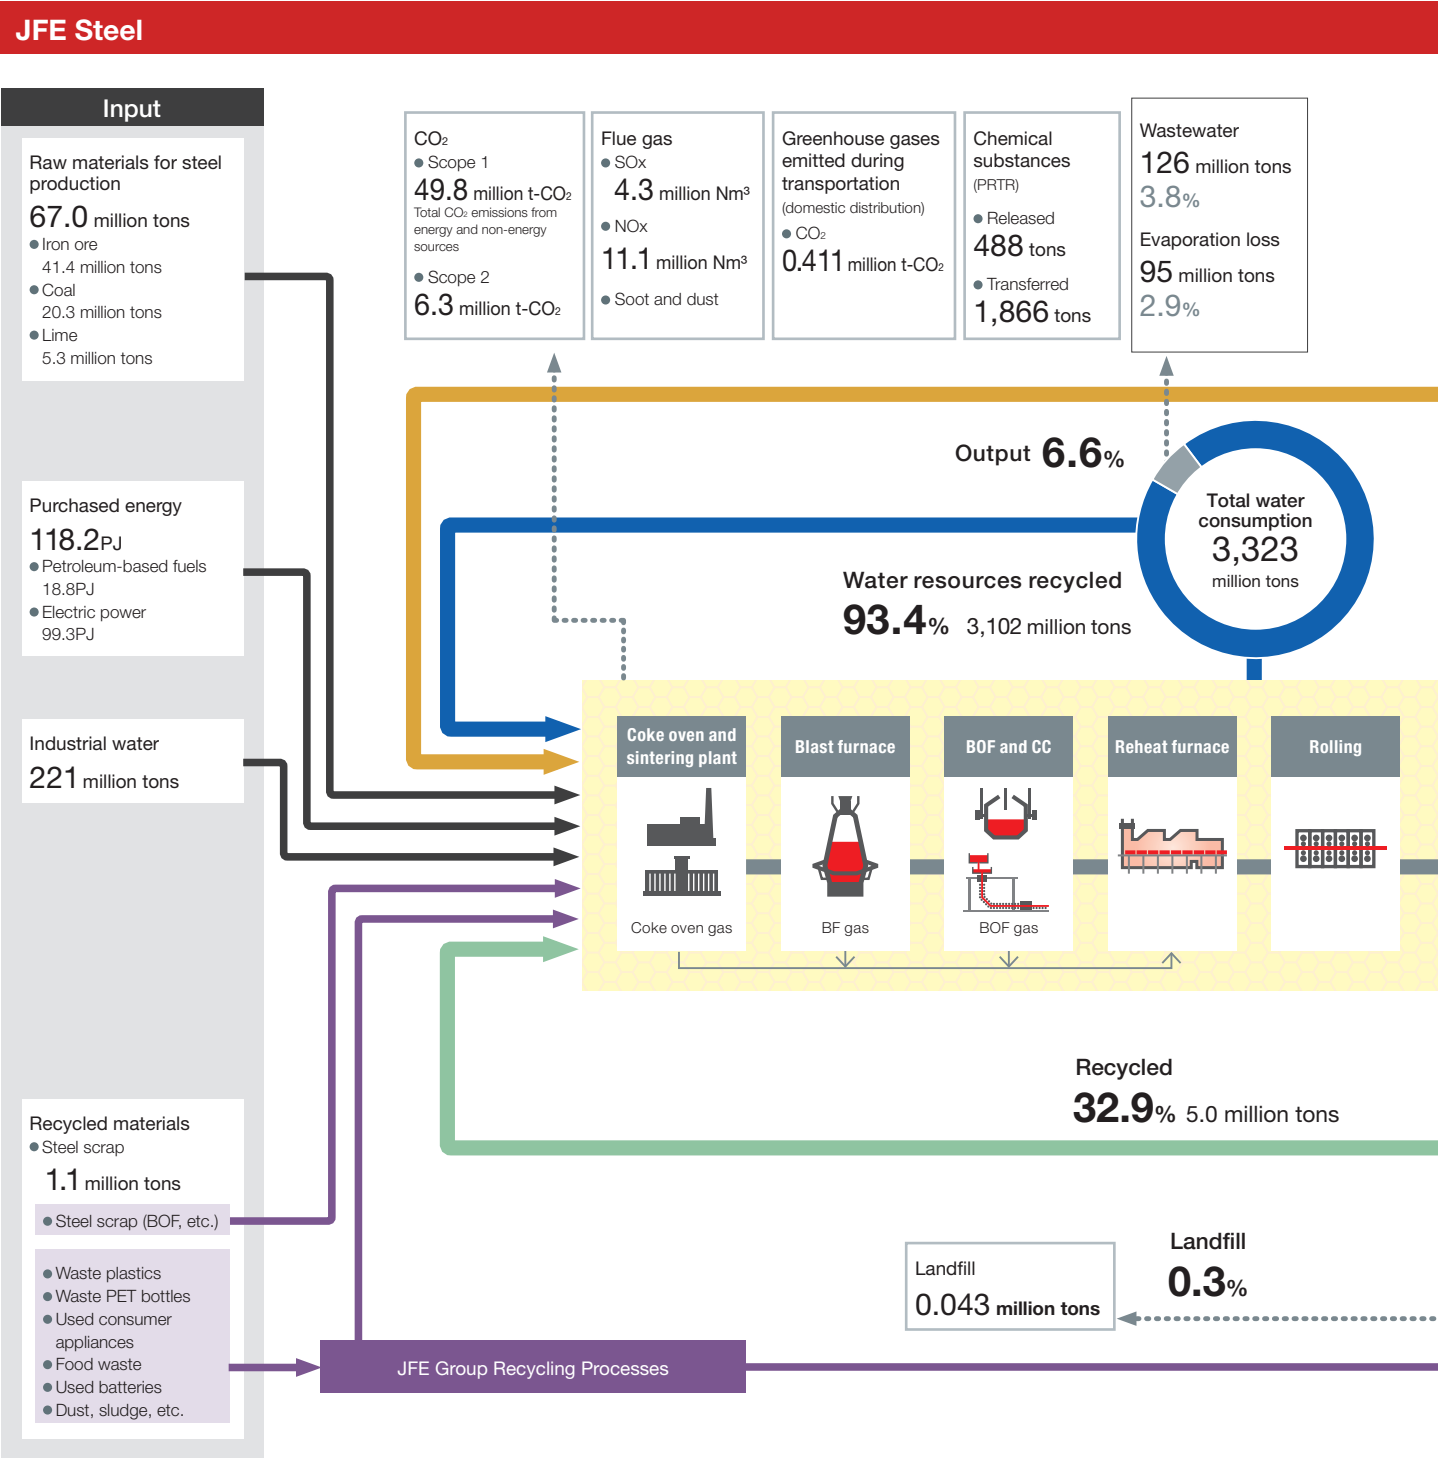 JFE Steel
Input
Raw materials for steel
production
67.0 million tons
● Iron ore
41.4 million tons
● Coal
20.3 million tons
● Lime
5.3 million tons
Purchased energy
118.2PJ
● Petroleum-based fuels
18.8PJ
● Electric power
99.3PJ
Industrial water
221 million tons
Recycled materials
● Steel scrap
1.1 million tons
● Steel scrap (BOF, etc.)
● Waste plastics
● Waste PET bottles
● Used consumer
appliances
● Food waste
● Used batteries
● Dust, sludge, etc.
CO₂
● Scope 1
49.8 million t-CO₂
Total CO₂ emissions from
energy and non-energy
sources
● Scope 2
6.3 million t-CO₂
Flue gas
● SOx
4.3 million Nm³
● NOx
11.1 million Nm³
● Soot and dust
Greenhouse gases
emitted during
transportation
(domestic distribution)
● CO₂
0.411 million t-CO₂
Chemical
substances
(PRTR)
● Released
488 tons
● Transferred
1,866 tons
Wastewater
126 million tons
3.8%
Evaporation loss
95 million tons
2.9%
Output 6.6%
Total water
consumption
3,323
million tons
Water resources recycled
93.4% 3,102 million tons
Coke oven and
sintering plant
Coke oven gas
Blast furnace
BF gas
BOF and CC
BOF gas
Reheat furnace
Rolling
Recycled
32.9% 5.0 million tons
Landfill
0.3%
Landfill
0.043 million tons
JFE Group Recycling Processes